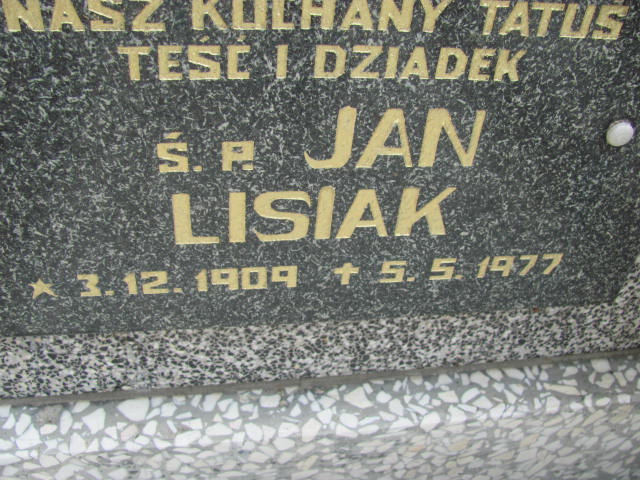 NASZ KOCHANY TATUŚ
TEŚĆ I DZIADEK
Ś. P. JAN
LISIAK
★ 3. 12. 1909 ✝ 5. 5. 1977